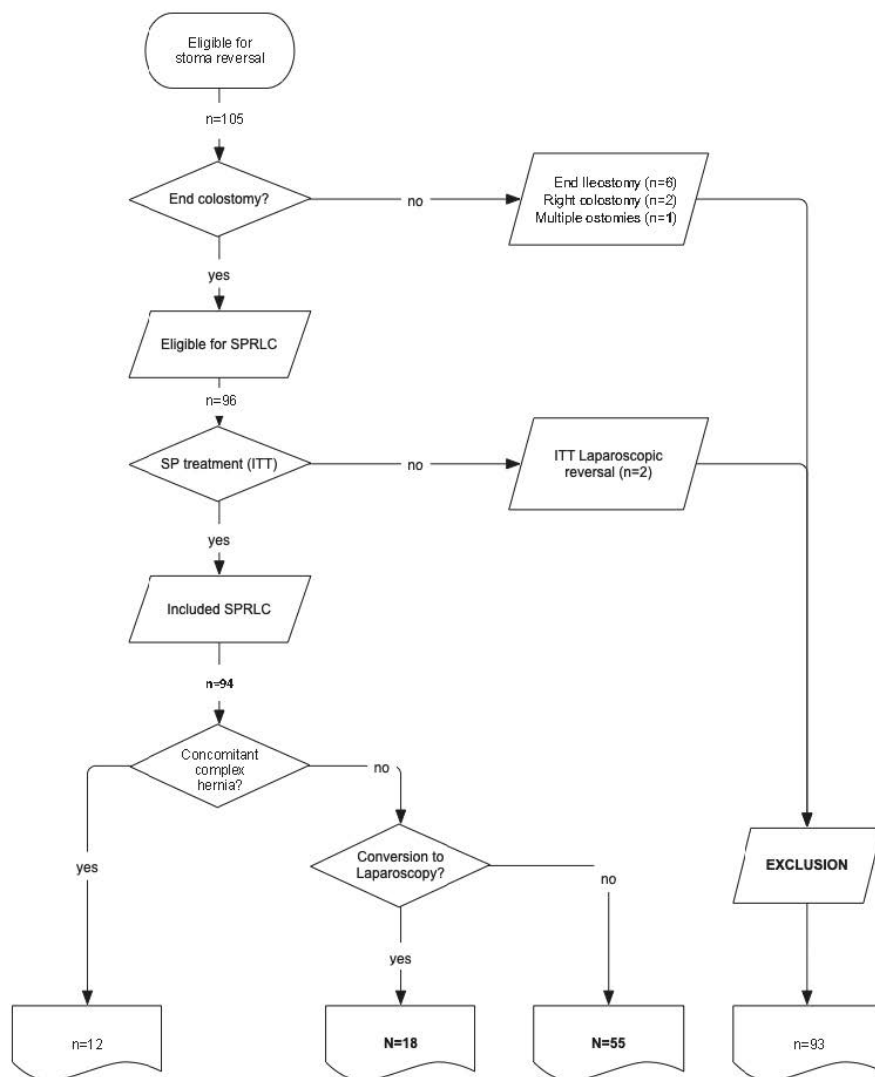 Eligible for
stoma reversal
n=105
End colostomy?
no
End Ileostomy (n=6)
Right colostomy (n=2)
Multiple ostomies (n=1)
yes
Eligible for SPRLC
n=96
SP treatment (ITT)
no
ITT Laparoscopic
reversal (n=2)
yes
Included SPRLC
n=94
Concomitant
complex
hernia?
no
yes
Conversion to
Laparoscopy?
no
yes
EXCLUSION
n=12
N=18
N=55
n=93